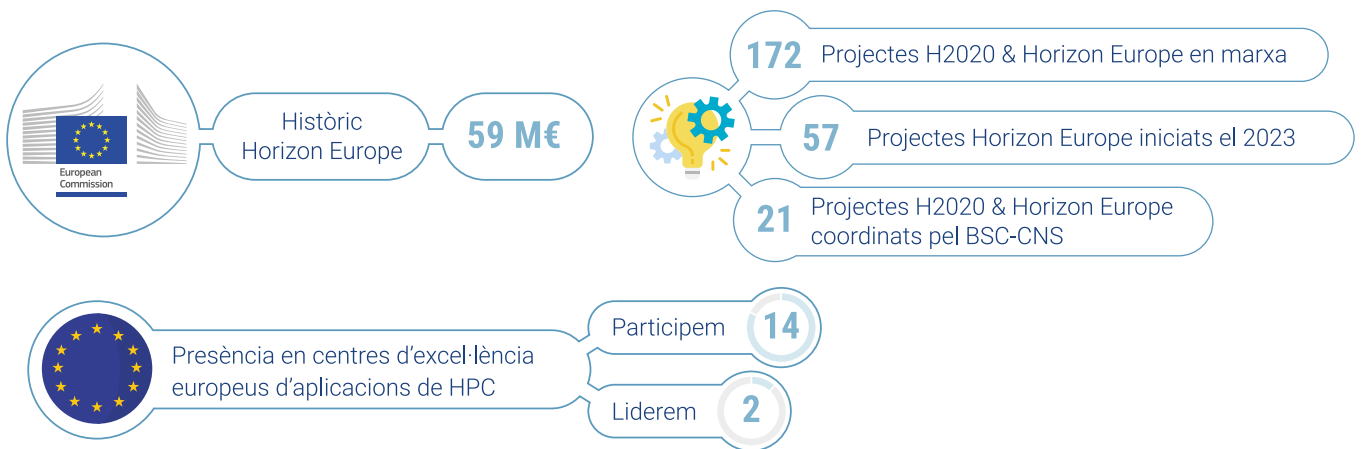 European
Commission
Històric
Horizon Europe
59 M€
172 Projectes H2020 & Horizon Europe en marxa
57 Projectes Horizon Europe iniciats el 2023
21 Projectes H2020 & Horizon Europe
coordinats pel BSC-CNS
Presència en centres d’excel·lència
europeus d’aplicacions de HPC
Participem 14
Liderem 2